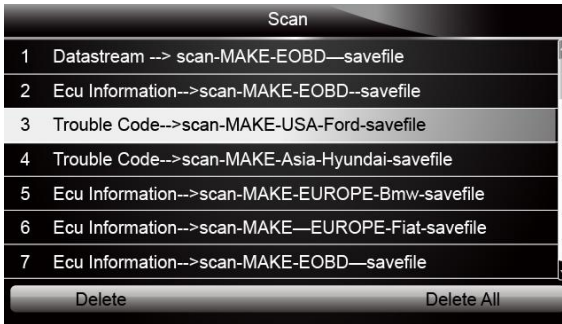 Scan
1 Datastream --> scan-MAKE-EOBD—savefile
2 Ecu Information-->scan-MAKE-EOBD--savefile
3 Trouble Code-->scan-MAKE-USA-Ford-savefile
4 Trouble Code-->scan-MAKE-Asia-Hyundai-savefile
5 Ecu Information-->scan-MAKE-EUROPE-Bmw-savefile
6 Ecu Information-->scan-MAKE—EUROPE-Fiat-savefile
7 Ecu Information-->scan-MAKE-EOBD—savefile
Delete Delete All